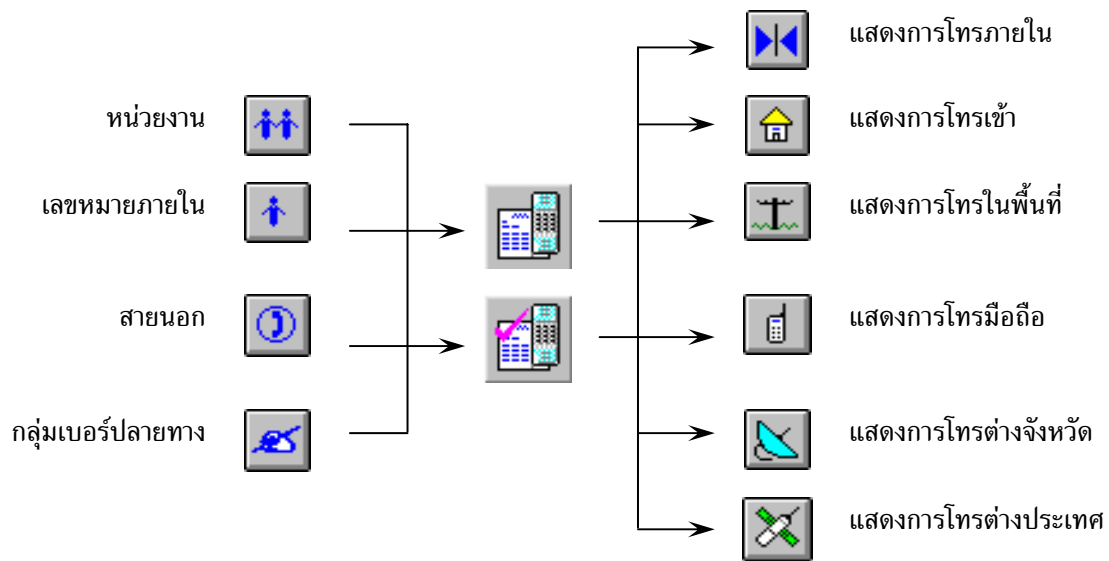 หน่วยงาน
เลขหมายภายใน
สายนอก
กลุ่มเบอร์ปลายทาง
แสดงการโทรภายใน
แสดงการโทรเข้า
แสดงการโทรในพื้นที่
แสดงการโทรมือถือ
แสดงการโทรต่างจังหวัด
แสดงการโทรต่างประเทศ